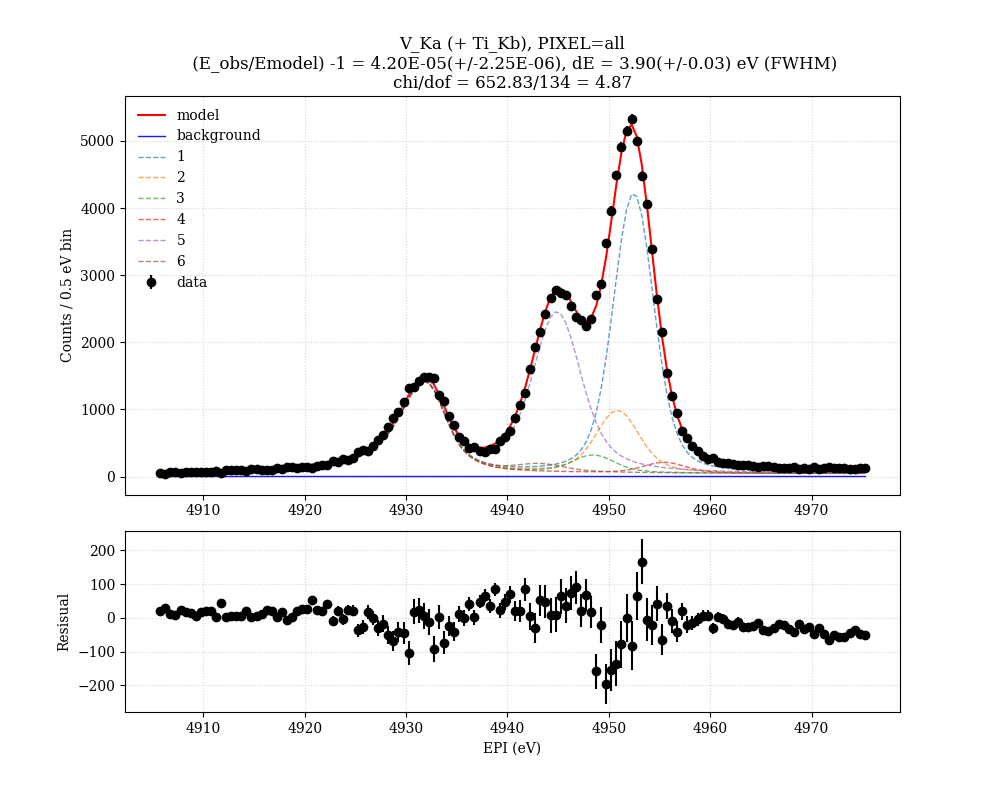 V_Ka (+ Ti_Kb), PIXEL=all
(E_obs/Emodel) -1 = 4.20E-05(+/-2.25E-06), dE = 3.90(+/-0.03) eV (FWHM)
chi/dof = 652.83/134 = 4.87
Counts / 0.5 eV bin
5000
4000
3000
2000
1000
0
model
background
1
2
3
4
5
6
data
4910 4920 4930 4940 4950 4960 4970
Resisual
200
100
0
−100
−200
4910 4920 4930 4940 4950 4960 4970
EPI (eV)